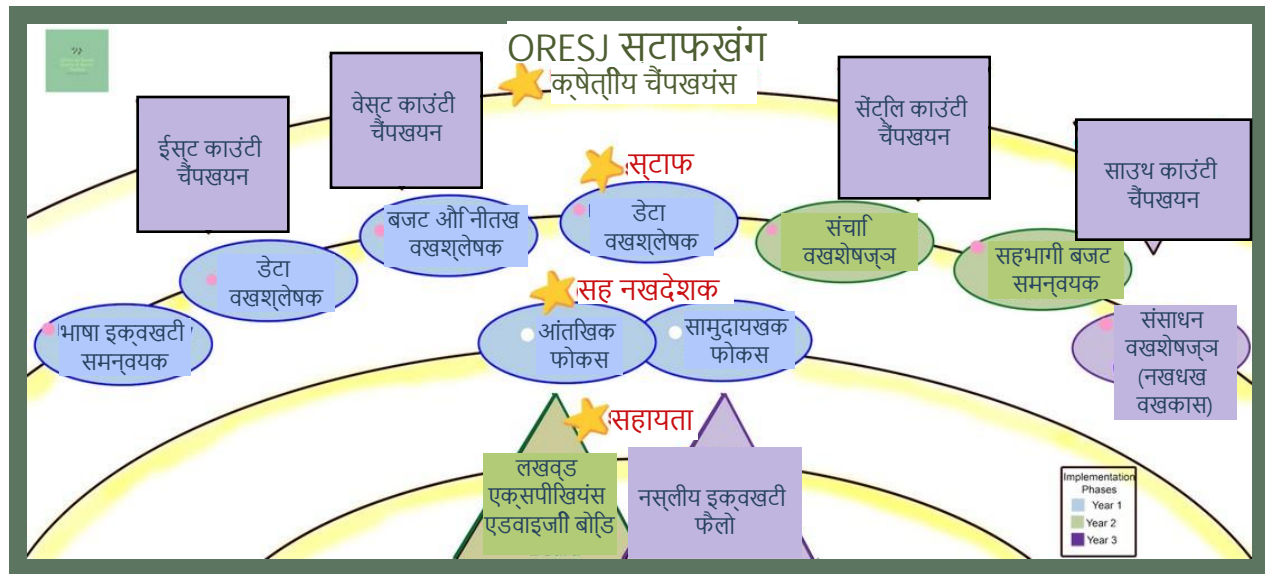 ORESJ सटाफखंग
क्षेत्रीय चैंपखयंस
वेस्ट काउंटी
चैंपखयन
सेंट्लि काउंटी
चैंपखयन
ईस्ट काउंटी
चैंपखयन
साउथ काउंटी
चैंपखयन
स्टाफ
बजट औि नीतख
वखश्लेषक
डेटा
वखश्लेषक
संचाि
वखशेषज्ञ
सहभागी बजट
समन्वयक
डेटा
वखश्लेषक
भाषा इक्वखटी
समन्वयक
संसाधन
वखशेषज्ञ
(नखधख
वखकास)
सह नखदेशक
आंतखिक
फोकस
सामुदायखक
फोकस
सहायता
लखव्ड
एक्सपीखियंस
एडवाइजिी बोड्ि
नस्लीय इक्वखटी
फैलो
Implementation
Phases
Year 1
Year 2
Year 3